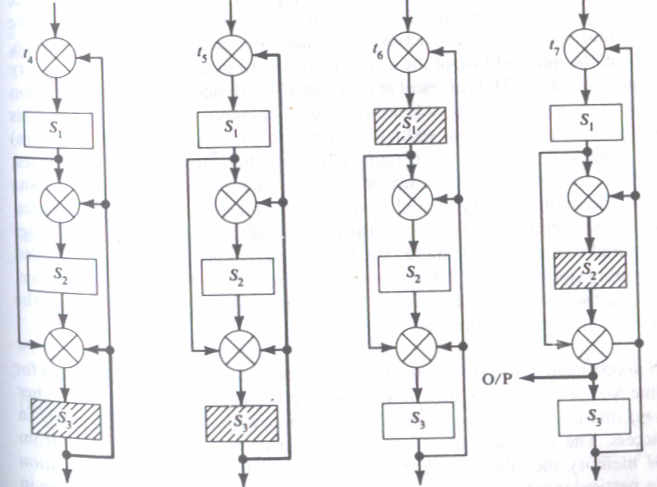 t4 t5 t6 t7
S1 S1 S1 S1
S2 S2 S2 S2
O/P
S3 S3 S3 S3